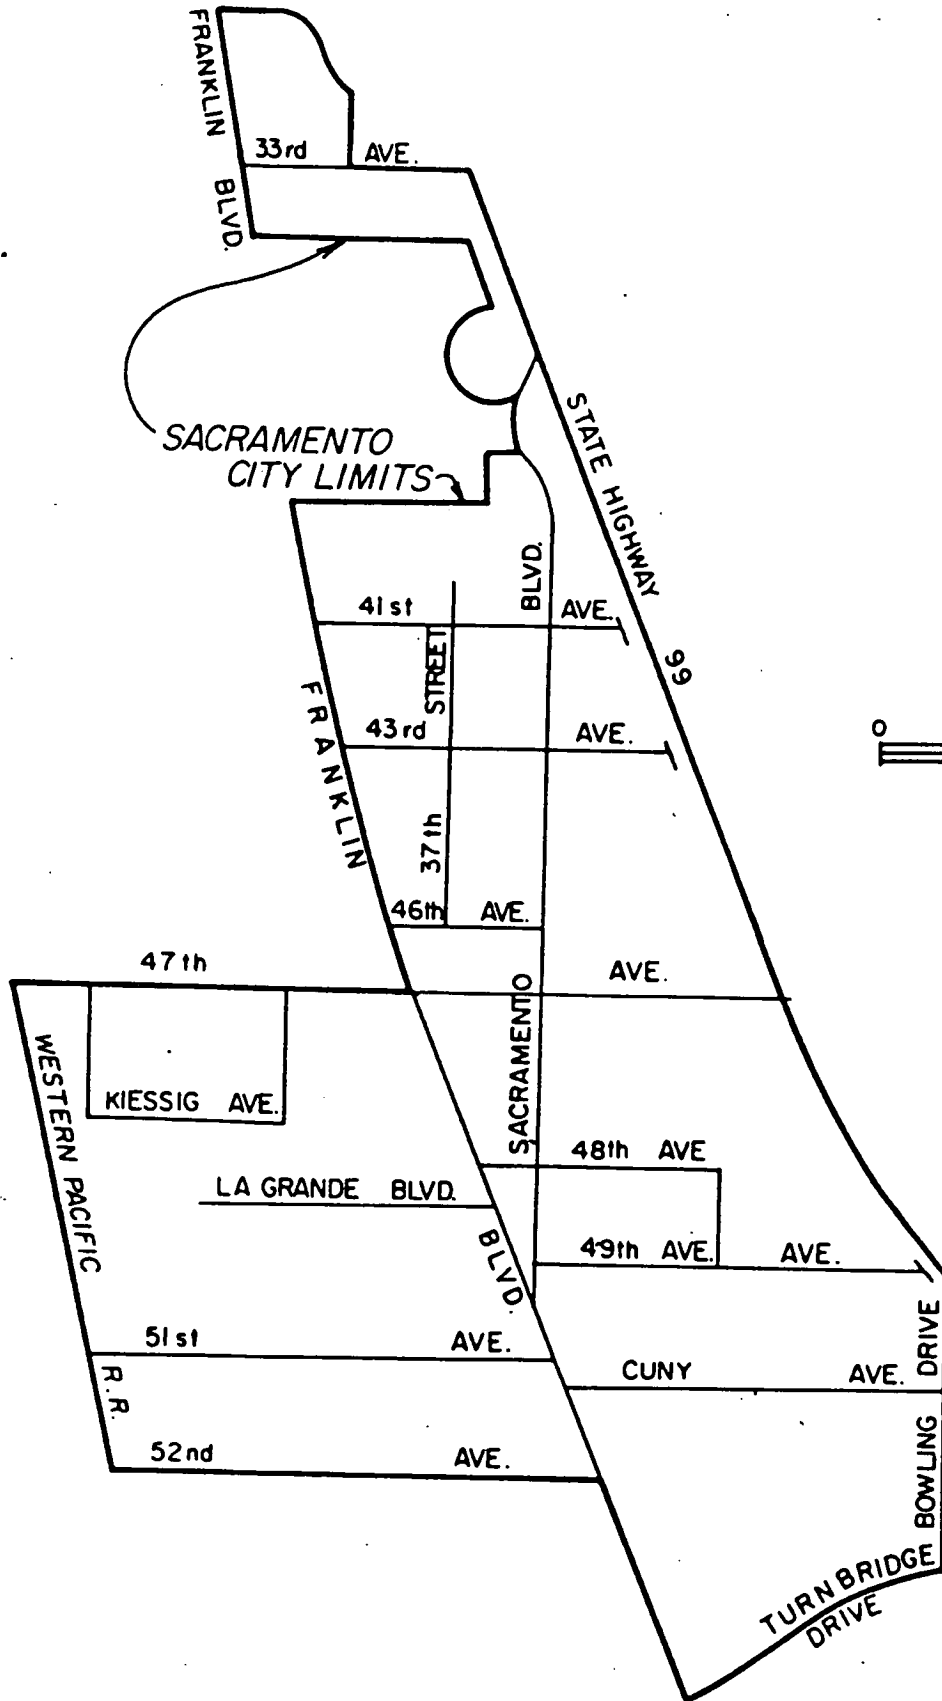 FRANKLIN BLVD.
33rd AVE.
SACRAMENTO
CITY LIMITS
STATE HIGHWAY 99
BLVD.
41st AVE.
STREET
43rd AVE.
0
FRANKLIN
37th
46th AVE.
47th AVE.
SACRAMENTO
WESTERN PACIFIC
KIESSIG AVE.
48th AVE
LA GRANDE BLVD.
BLVD.
49th AVE. AVE.
51st AVE.
DRIVE
CUNY AVE.
R.R.
52nd AVE.
BOWLING
TURNBRIDGE
DRIVE